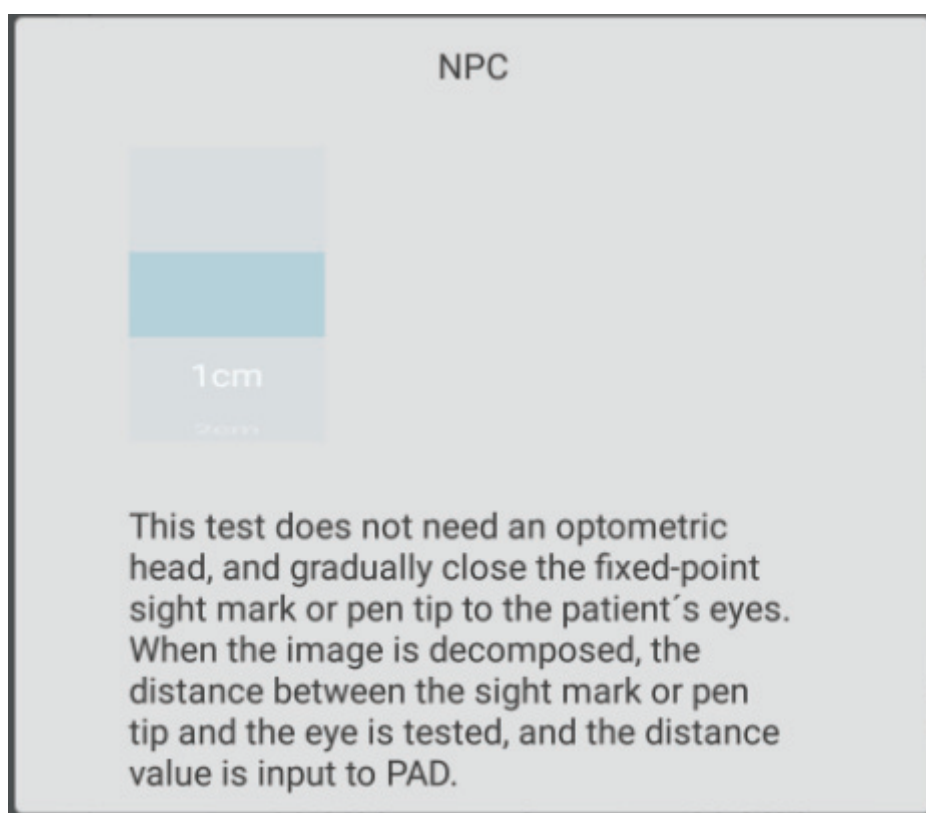 NPC
1cm
This test does not need an optometric
head, and gradually close the fixed-point
sight mark or pen tip to the patient´s eyes.
When the image is decomposed, the
distance between the sight mark or pen
tip and the eye is tested, and the distance
value is input to PAD.